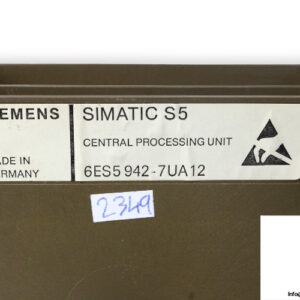 SIEMENS SIMATIC S5
CENTRAL PROCESSING UNIT
MADE IN
GERMANY 6ES5 942-7UA12
2349